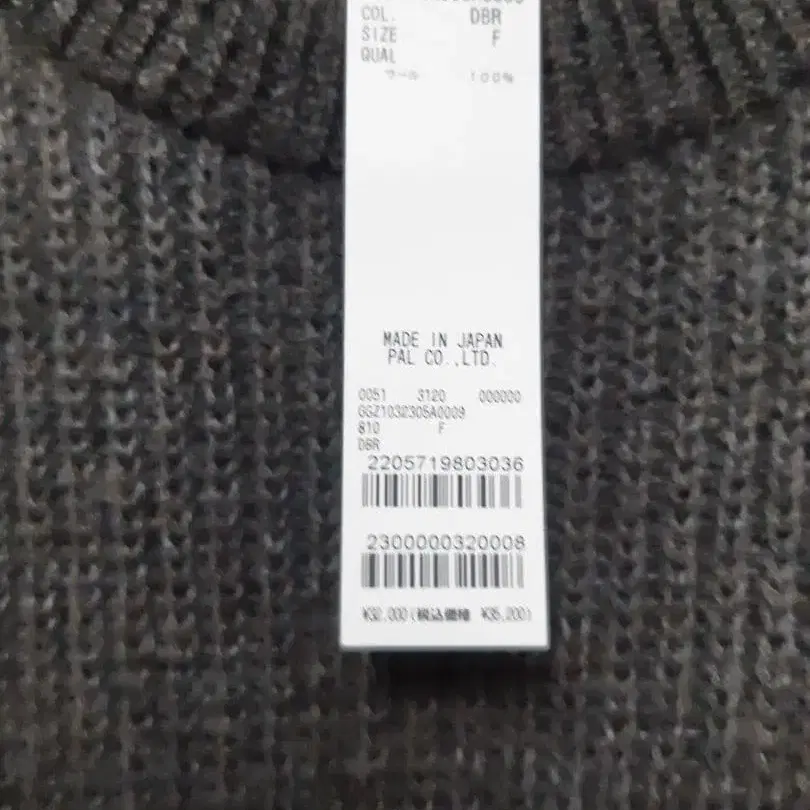 COL. DBR
SIZE F
QUAL
ウール 100%
MADE IN JAPAN
PAL CO.,LTD.
0051 3120 000000
GGZ1032305A0009
810 F
DBR
2205719803036
2300000320008
¥32,000(税込価格 ¥35,200)